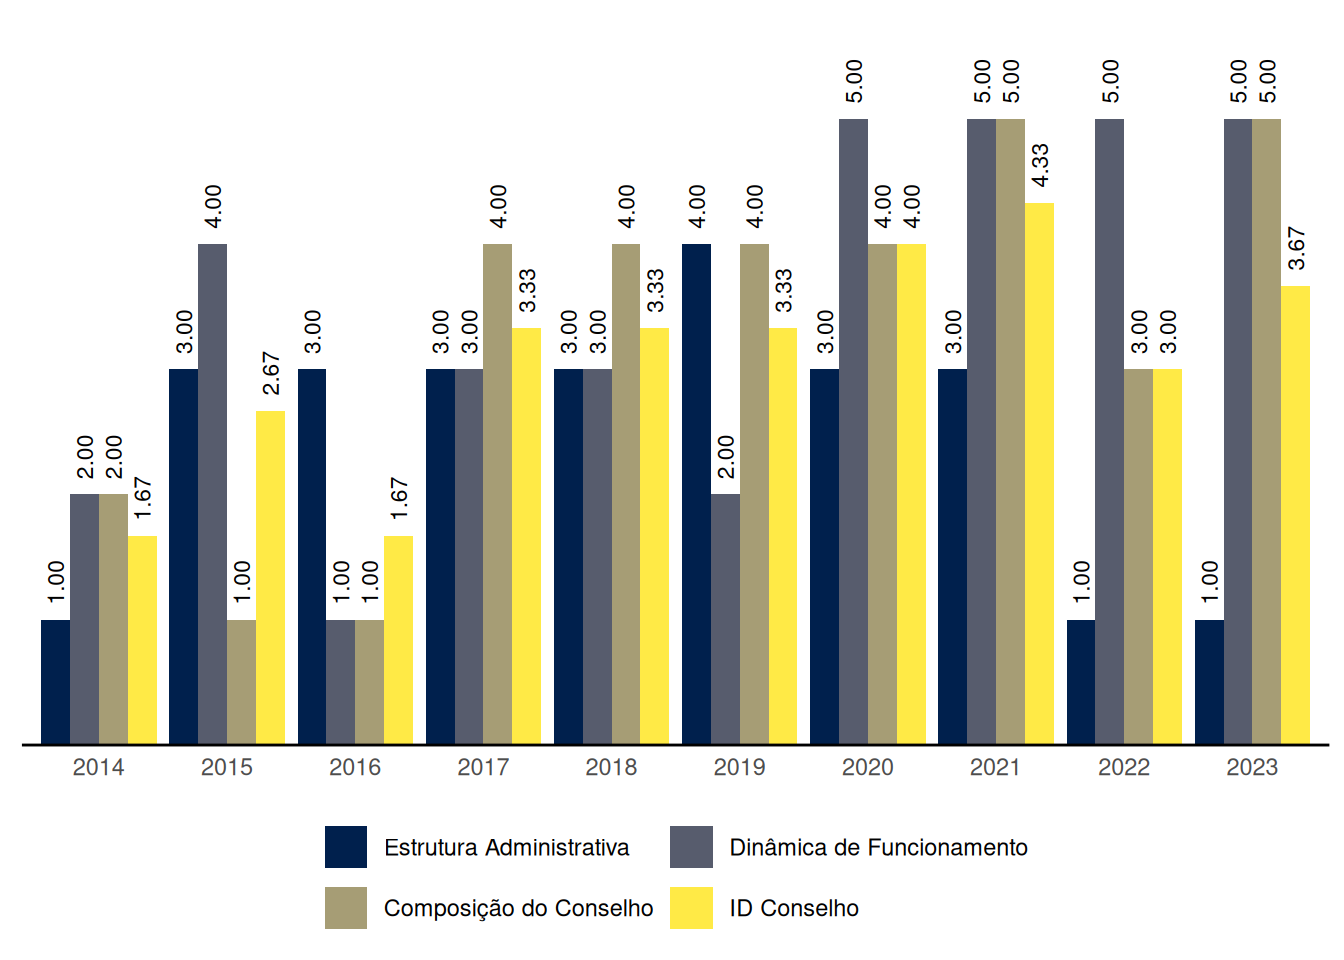 1.00 2.00 2.00 1.67 3.00 4.00 1.00 2.67 3.00 1.00 1.00 1.67 3.00 3.00 4.00 3.33 3.00 3.00 4.00 3.33 4.00 2.00 4.00 3.33 3.00 5.00 4.00 4.00 3.00 5.00 5.00 4.33 1.00 5.00 3.00 3.00 1.00 5.00 5.00 3.67
2014 2015 2016 2017 2018 2019 2020 2021 2022 2023
Estrutura Administrativa Dinâmica de Funcionamento
Composição do Conselho ID Conselho